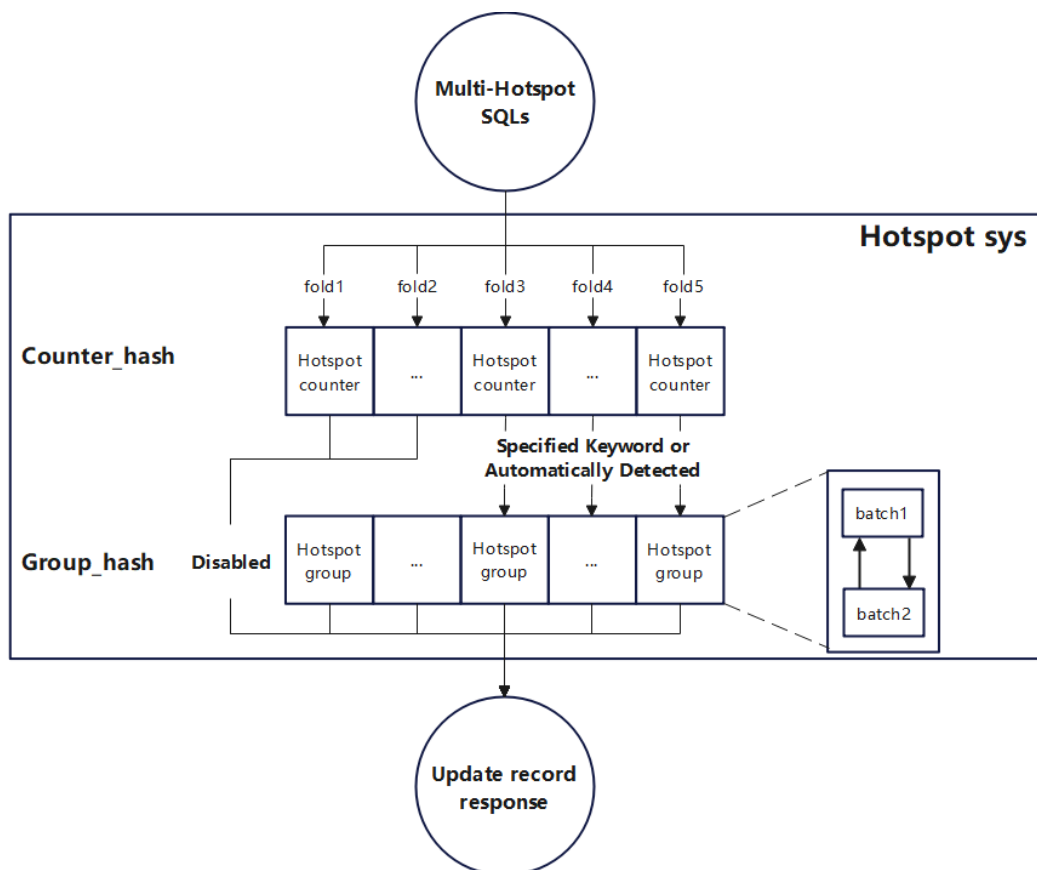 Multi-Hotspot
SQLs
Hotspot sys
fold1 fold2 fold3 fold4 fold5
Counter_hash
Hotspot
counter
...
Hotspot
counter
...
Hotspot
counter
Specified Keyword or
Automatically Detected
Group_hash
Disabled
Hotspot
group
...
Hotspot
group
...
Hotspot
group
batch1
batch2
Update record
response